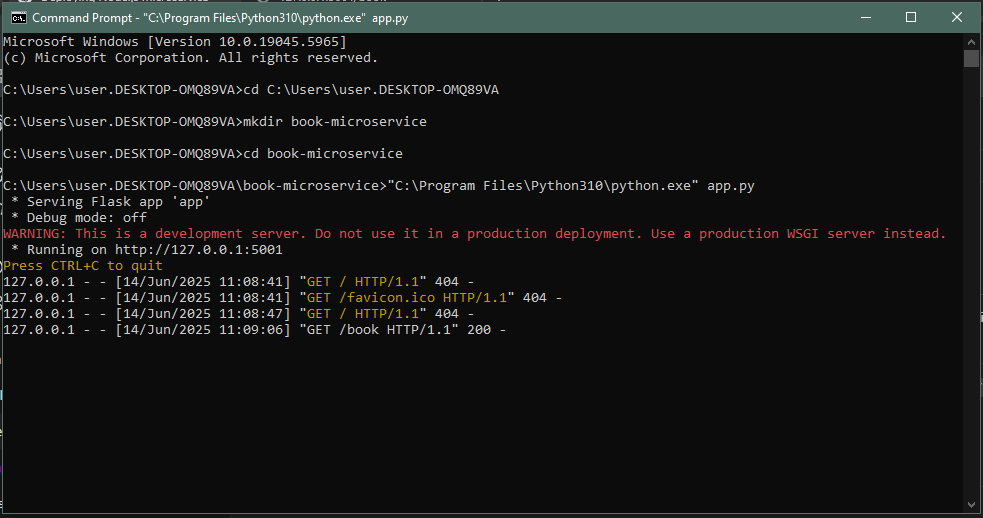 Command Prompt - "C:\Program Files\Python310\python.exe"  app.py
Microsoft Windows [Version 10.0.19045.5965]
(c) Microsoft Corporation. All rights reserved.
C:\Users\user.DESKTOP-OMQ89VA>cd C:\Users\user.DESKTOP-OMQ89VA
C:\Users\user.DESKTOP-OMQ89VA>mkdir book-microservice
C:\Users\user.DESKTOP-OMQ89VA>cd book-microservice
C:\Users\user.DESKTOP-OMQ89VA\book-microservice>"C:\Program Files\Python310\python.exe" app.py
 * Serving Flask app 'app'
 * Debug mode: off
WARNING: This is a development server. Do not use it in a production deployment. Use a production WSGI server instead.
 * Running on http://127.0.0.1:5001
Press CTRL+C to quit
127.0.0.1 - - [14/Jun/2025 11:08:41] "GET / HTTP/1.1" 404 -
127.0.0.1 - - [14/Jun/2025 11:08:41] "GET /favicon.ico HTTP/1.1" 404 -
127.0.0.1 - - [14/Jun/2025 11:08:47] "GET / HTTP/1.1" 404 -
127.0.0.1 - - [14/Jun/2025 11:09:06] "GET /book HTTP/1.1" 200 -